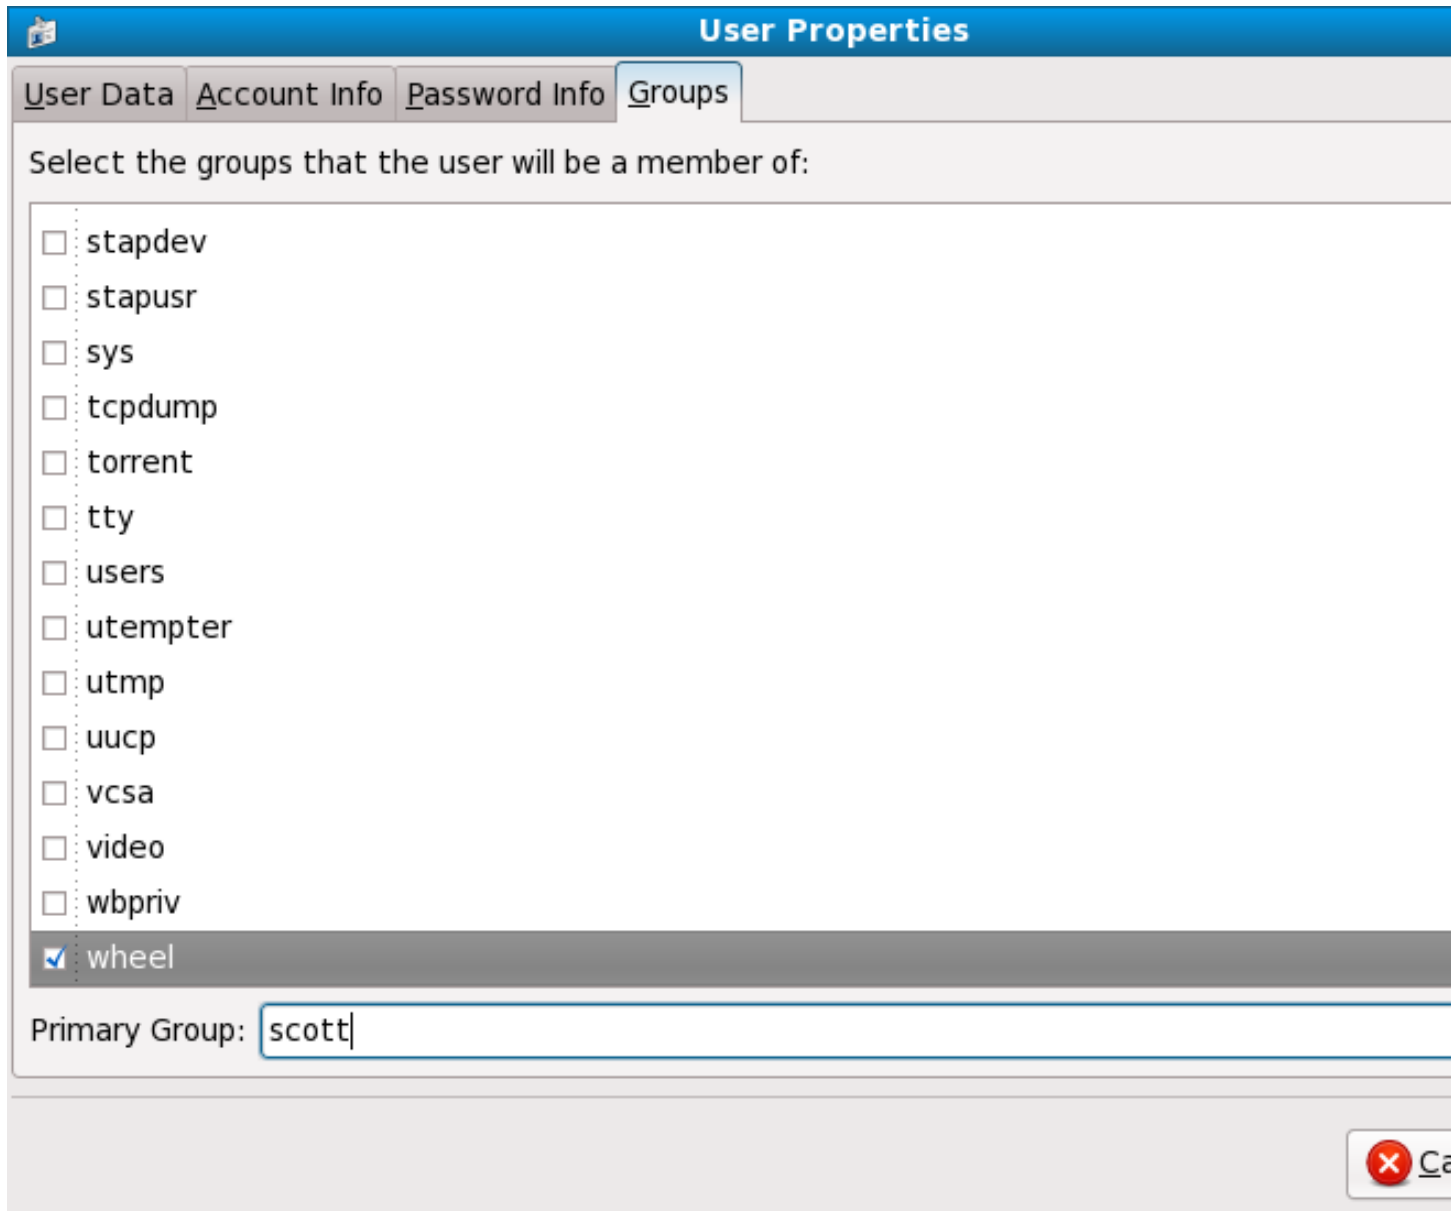 User Properties
User Data Account Info Password Info Groups
Select the groups that the user will be a member of:
stapdev
stapusr
sys
tcpdump
torrent
tty
users
utempter
utmp
uucp
vcsa
video
wbpriv
wheel
Primary Group: scott